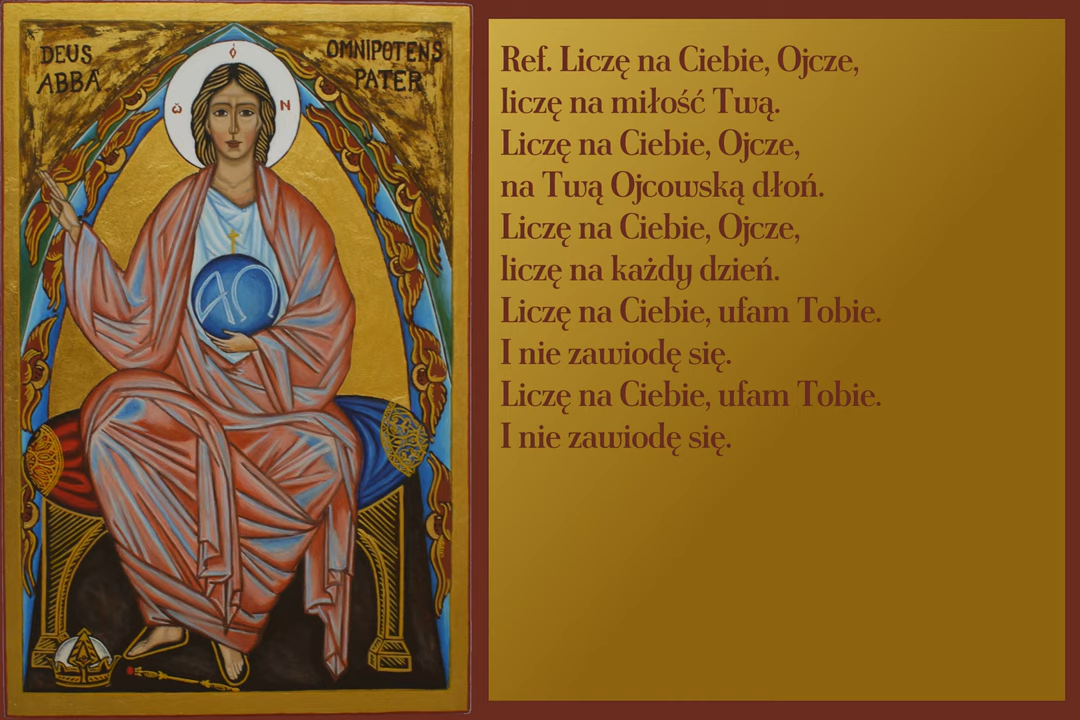 DEUS
ABBA
OMNIPOTENS
PATER
ὁ
ὤ
Ν
ΑΩ
Ref. Liczę na Ciebie, Ojcze,
liczę na miłość Twą.
Liczę na Ciebie, Ojcze,
na Twą Ojcowską dłoń.
Liczę na Ciebie, Ojcze,
liczę na każdy dzień.
Liczę na Ciebie, ufam Tobie.
I nie zawiodę się.
Liczę na Ciebie, ufam Tobie.
I nie zawiodę się.